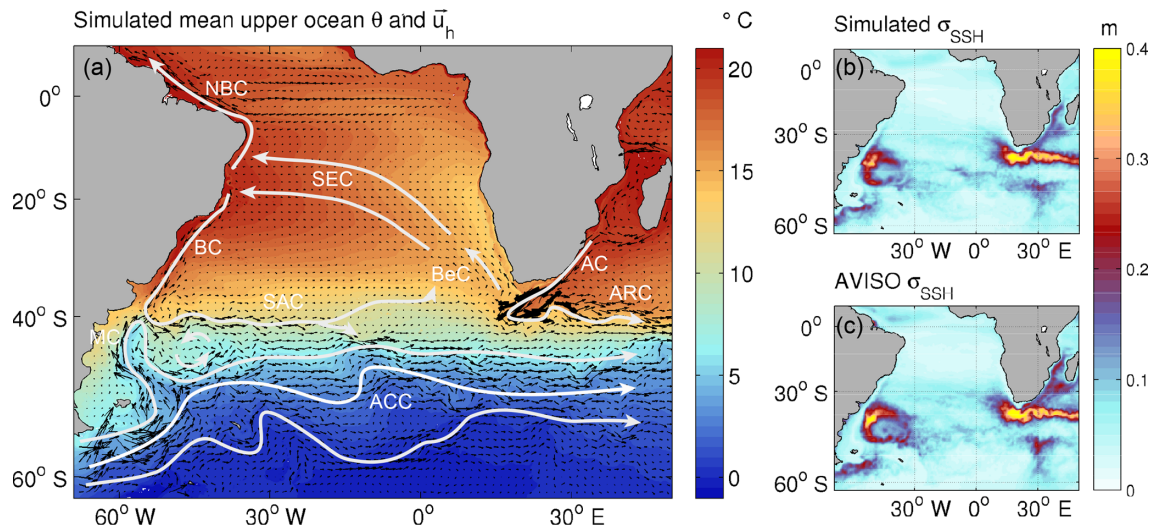 Simulated mean upper ocean θ and u⃗h
° C
(a)
NBC
SEC
BC
BeC
SAC
AC
ARC
MC
ACC
0°
20° S
40° S
60° S
60° W
30° W
0°
30° E
20
15
10
5
0
Simulated σSSH
m
(b)
0°
30° S
60° S
30° W
0°
30° E
AVISO σSSH
(c)
0°
30° S
60° S
30° W
0°
30° E
0.4
0.3
0.2
0.1
0